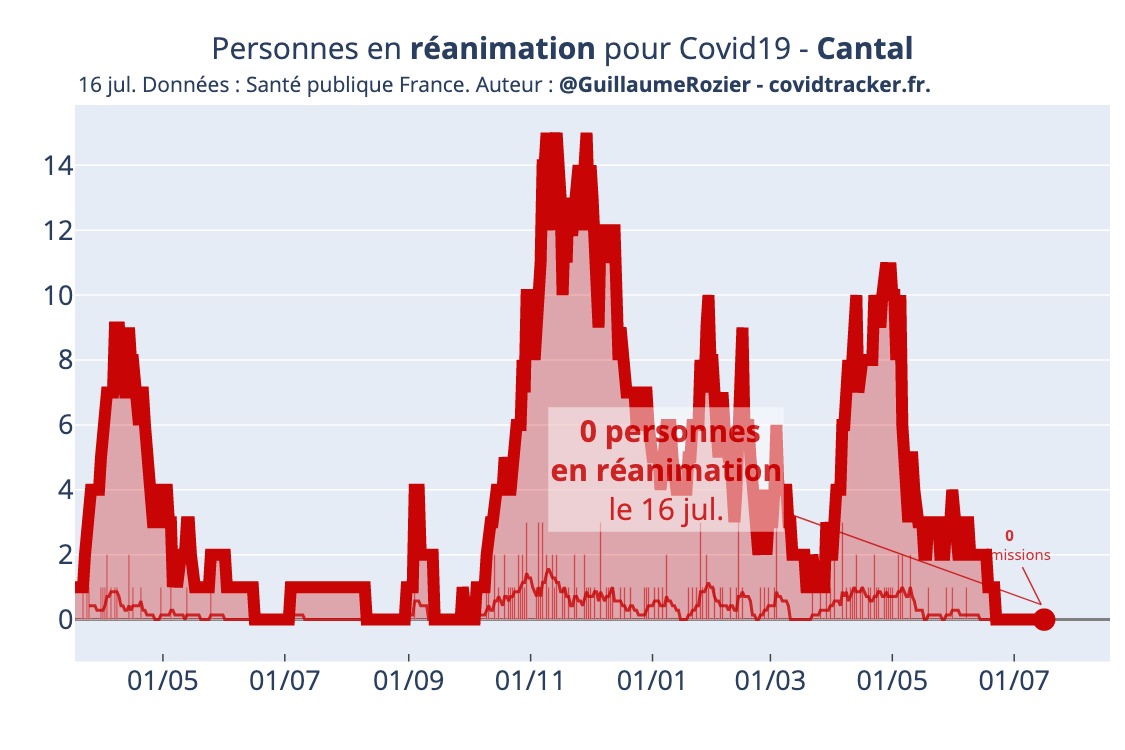 Personnes en réanimation pour Covid19 - Cantal
16 jul. Données : Santé publique France. Auteur : @GuillaumeRozier - covidtracker.fr.
14
12
10
8
6
4
2
0
0 personnes
en réanimation
le 16 jul.
0
missions
01/05
01/07
01/09
01/11
01/01
01/03
01/05
01/07